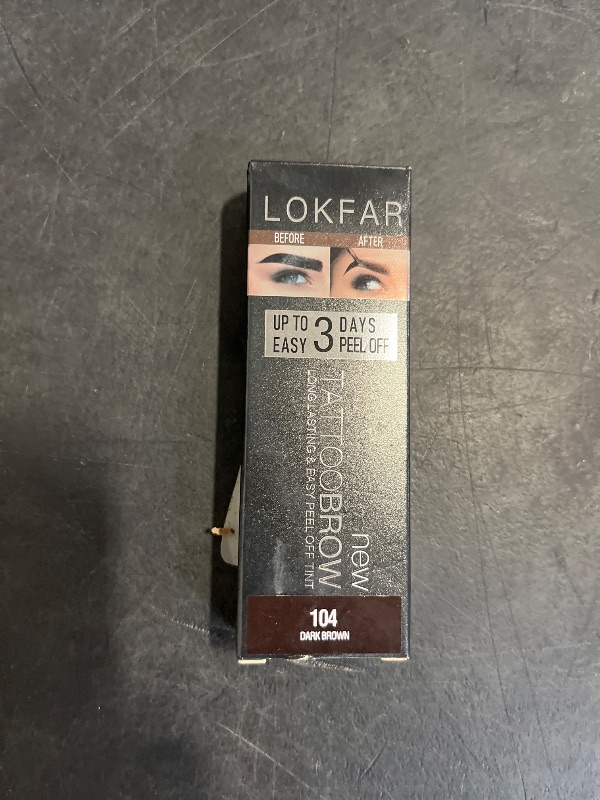 LOKFAR
BEFORE AFTER
UP TO 3 DAYS
EASY PEEL OFF
new
TATTOOBROW
LONG LASTING & EASY PEEL OFF TINT
104
DARK BROWN